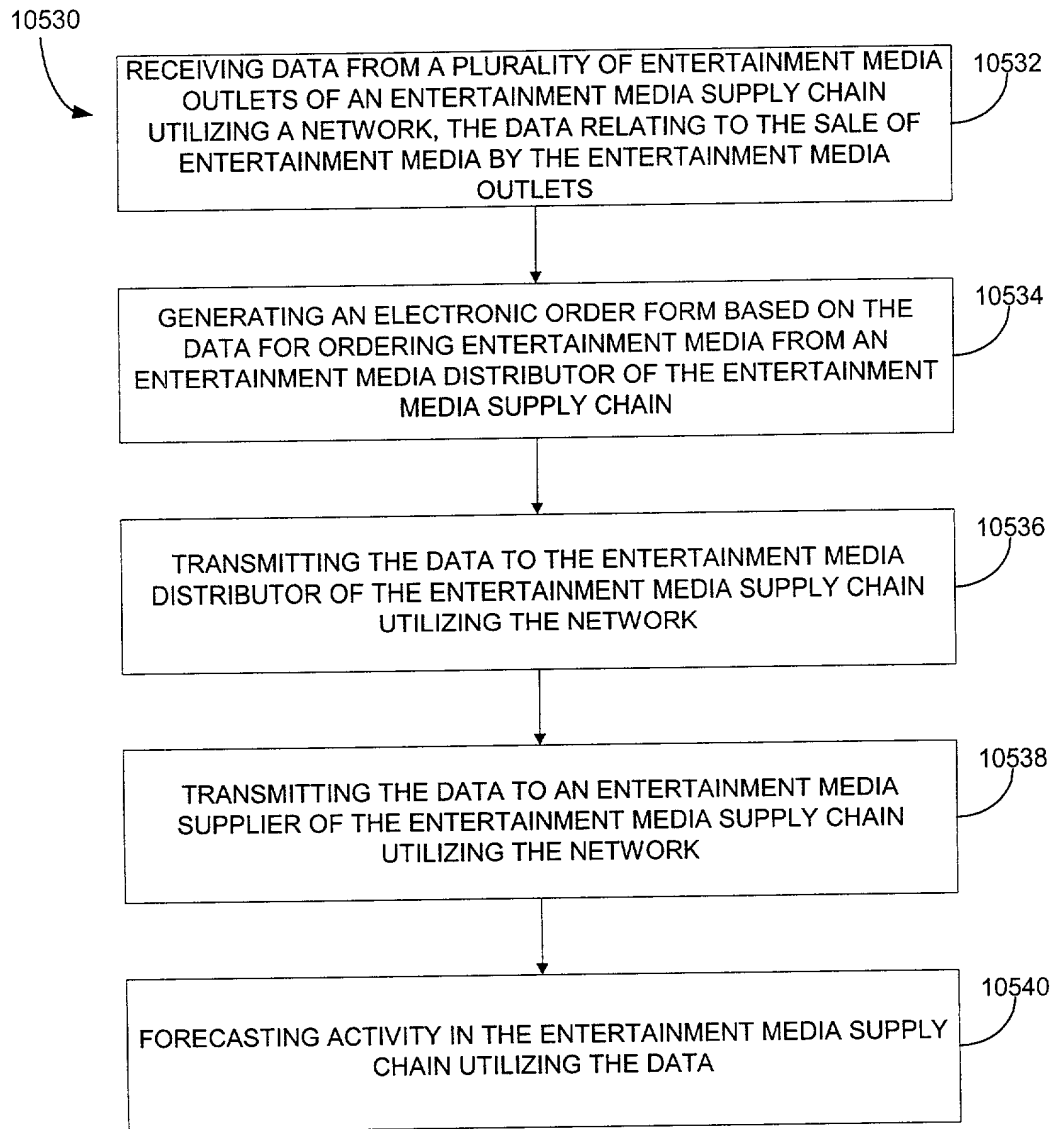 10530
RECEIVING DATA FROM A PLURALITY OF ENTERTAINMENT MEDIA
OUTLETS OF AN ENTERTAINMENT MEDIA SUPPLY CHAIN
UTILIZING A NETWORK, THE DATA RELATING TO THE SALE OF
ENTERTAINMENT MEDIA BY THE ENTERTAINMENT MEDIA
OUTLETS
10532
GENERATING AN ELECTRONIC ORDER FORM BASED ON THE
DATA FOR ORDERING ENTERTAINMENT MEDIA FROM AN
ENTERTAINMENT MEDIA DISTRIBUTOR OF THE ENTERTAINMENT
MEDIA SUPPLY CHAIN
10534
TRANSMITTING THE DATA TO THE ENTERTAINMENT MEDIA
DISTRIBUTOR OF THE ENTERTAINMENT MEDIA SUPPLY CHAIN
UTILIZING THE NETWORK
10536
TRANSMITTING THE DATA TO AN ENTERTAINMENT MEDIA
SUPPLIER OF THE ENTERTAINMENT MEDIA SUPPLY CHAIN
UTILIZING THE NETWORK
10538
FORECASTING ACTIVITY IN THE ENTERTAINMENT MEDIA SUPPLY
CHAIN UTILIZING THE DATA
10540